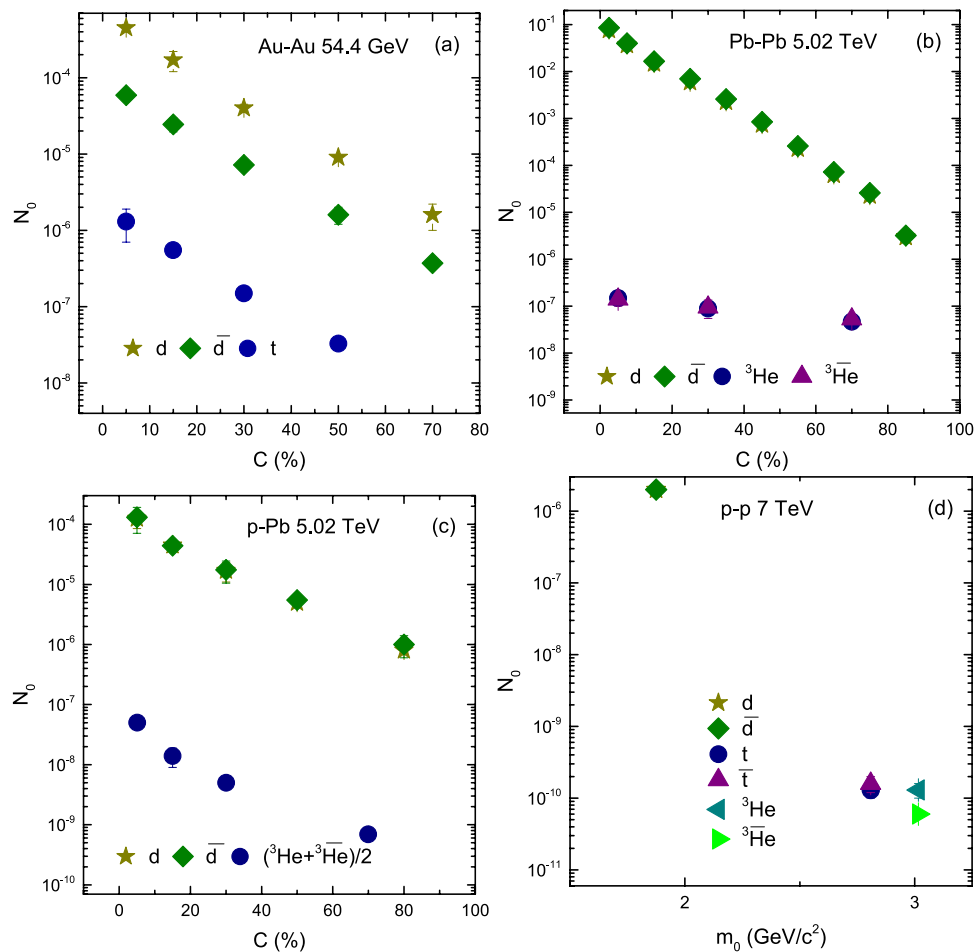 Au-Au 54.4 GeV (a)
10⁻⁴
10⁻⁵
10⁻⁶
10⁻⁷
10⁻⁸
N₀
d d̅ t
0 10 20 30 40 50 60 70 80
C (%)
Pb-Pb 5.02 TeV (b)
10⁻¹
10⁻²
10⁻³
10⁻⁴
10⁻⁵
10⁻⁶
10⁻⁷
10⁻⁸
10⁻⁹
N₀
d d̅ ³He ³H̅e̅
0 20 40 60 80 100
C (%)
p-Pb 5.02 TeV (c)
10⁻⁴
10⁻⁵
10⁻⁶
10⁻⁷
10⁻⁸
10⁻⁹
10⁻¹⁰
N₀
d d̅ (³He+³H̅e̅)/2
0 20 40 60 80 100
C (%)
p-p 7 TeV (d)
10⁻⁶
10⁻⁷
10⁻⁸
10⁻⁹
10⁻¹⁰
10⁻¹¹
N₀
d
d̅
t
t̅
³He
³H̅e̅
2 3
m₀ (GeV/c²)